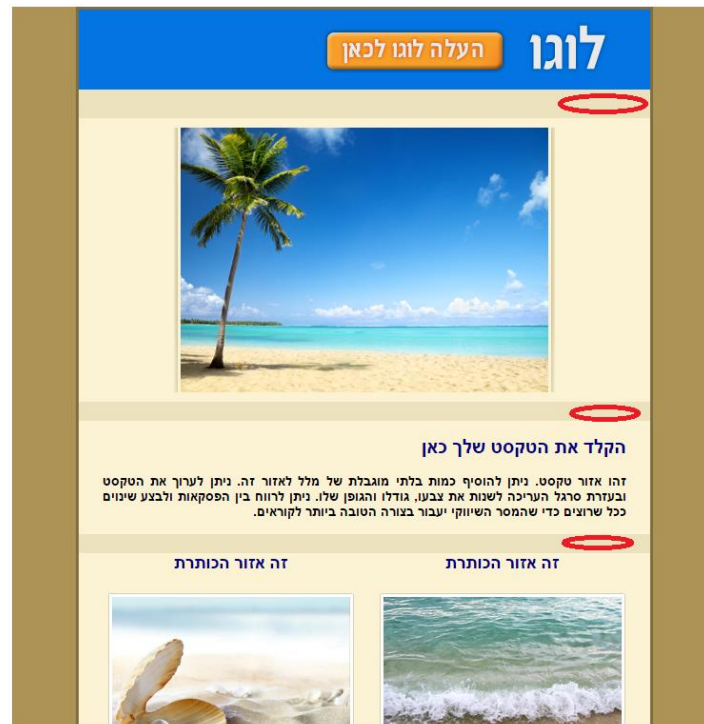 לוגו
העלה לוגו לכאן
הקלד את הטקסט שלך כאן
זהו אזור טקסט. ניתן להוסיף כמות בלתי מוגבלת של מלל לאזור זה. ניתן לערוך את הטקסט
ובעזרת סרגל העריכה לשנות את צבעו, גודלו והגופן שלו. ניתן לרווח בין הפסקאות ולבצע שינוים
ככל שרוצים כדי שהמסר השיווקי יעבור בצורה הטובה ביותר לקוראים.
זה אזור הכותרת
זה אזור הכותרת